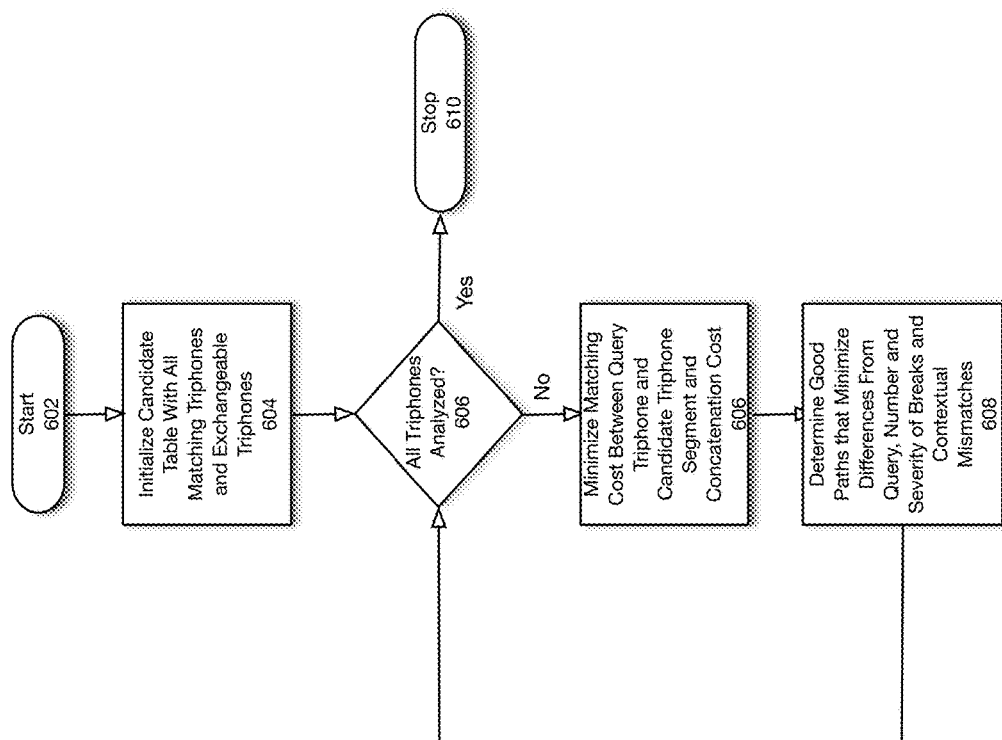 Start
602
Initialize Candidate
Table With All
Matching Triphones
and Exchangeable
Triphones
604
All Triphones
Analyzed?
606
Yes
Stop
610
No
Minimize Matching
Cost Between Query
Triphone and
Candidate Triphone
Segment and
Concatenation Cost
606
Determine Good
Paths that Minimize
Differences From
Query, Number and
Severity of Breaks and
Contextual
Mismatches
608